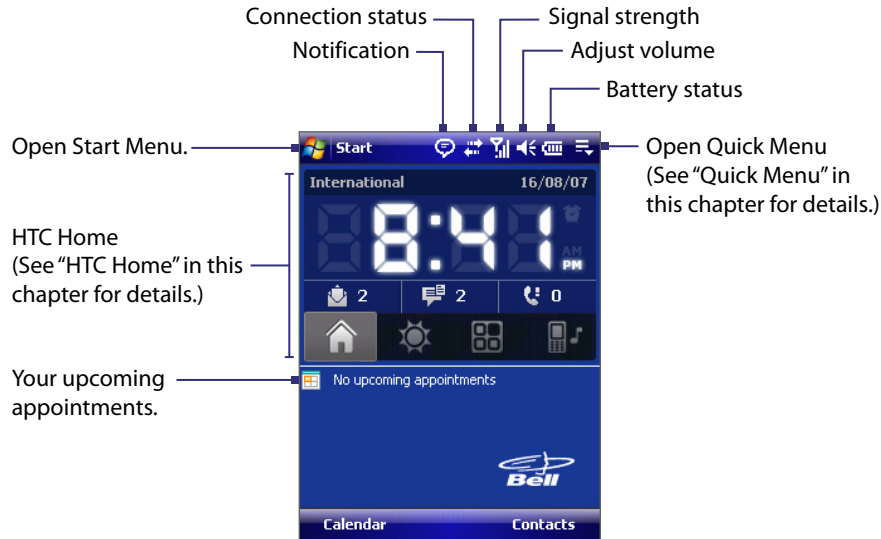 Connection status
Signal strength
Notification
Adjust volume
Battery status
Open Start Menu.
Start
Open Quick Menu
(See “Quick Menu” in
this chapter for details.)
International 16/08/07
8:41
AM
PM
HTC Home
(See “HTC Home” in this
chapter for details.)
2 2 0
Your upcoming
appointments.
No upcoming appointments
Bell
Calendar Contacts